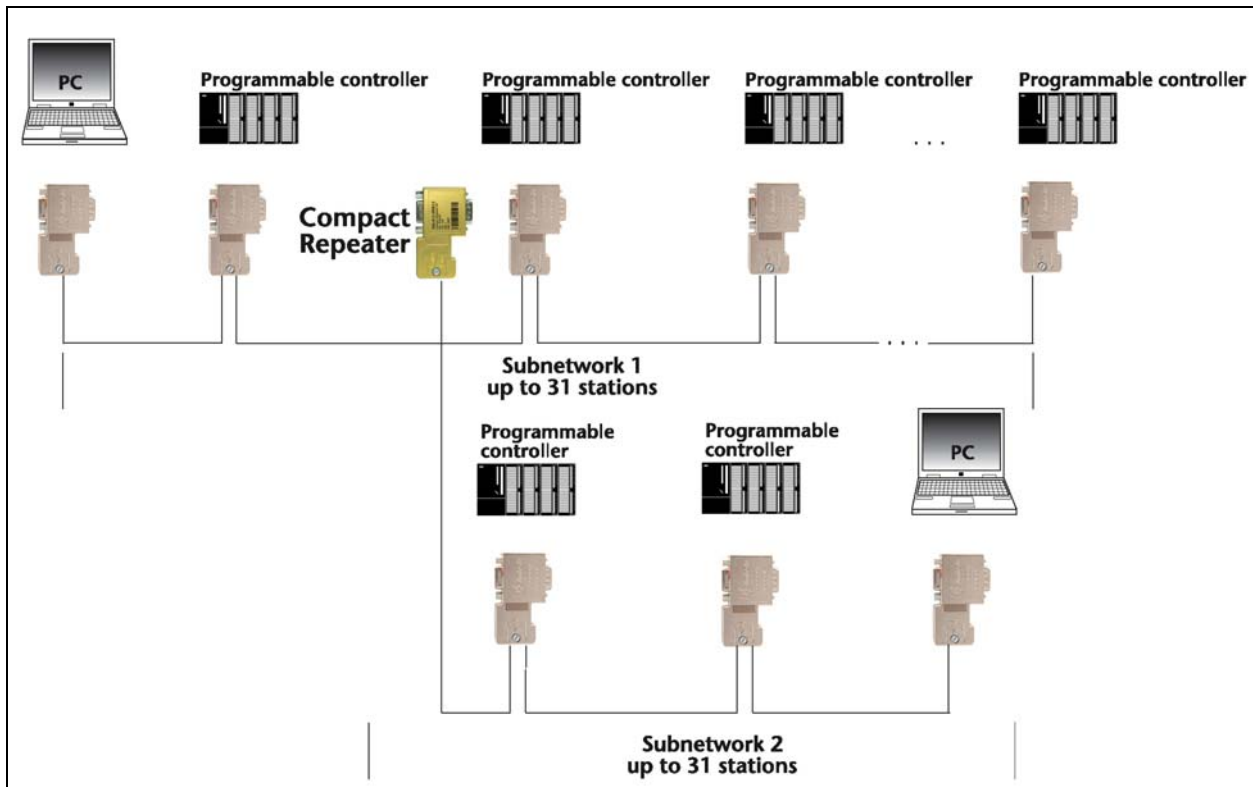 PC
Programmable controller
Programmable controller
Programmable controller
Programmable controller
. . .
Compact
Repeater
. . .
Subnetwork 1
up to 31 stations
Programmable
controller
Programmable
controller
PC
Subnetwork 2
up to 31 stations